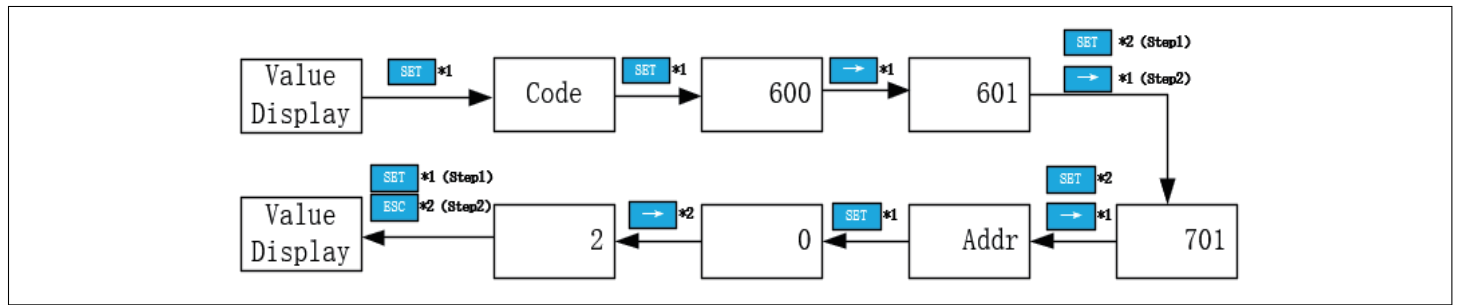 Value
Display
SET *1
Code
SET *1
600
→ *1
601
SET *2 (Step1)
→ *1 (Step2)
701
SET *2
→ *1
Addr
SET *1
0
→ *2
2
SET *1 (Step1)
ESC *2 (Step2)
Value
Display